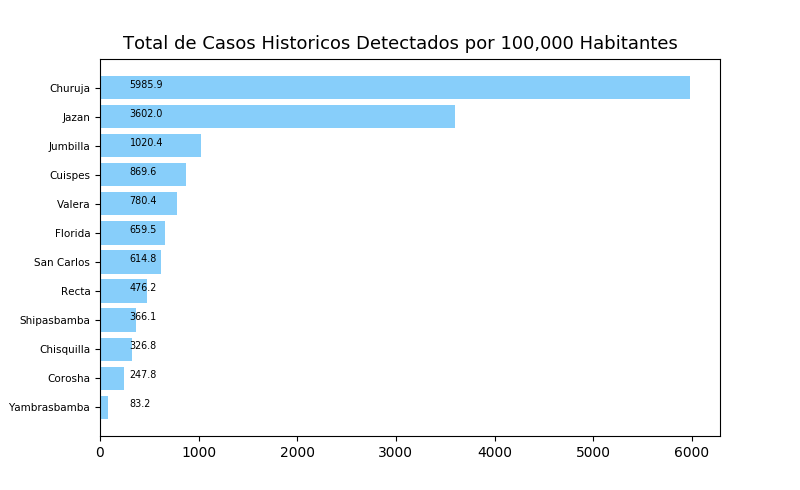 Total de Casos Historicos Detectados por 100,000 Habitantes
Churuja 5985.9
Jazan 3602.0
Jumbilla 1020.4
Cuispes 869.6
Valera 780.4
Florida 659.5
San Carlos 614.8
Recta 476.2
Shipasbamba 366.1
Chisquilla 326.8
Corosha 247.8
Yambrasbamba 83.2
0 1000 2000 3000 4000 5000 6000